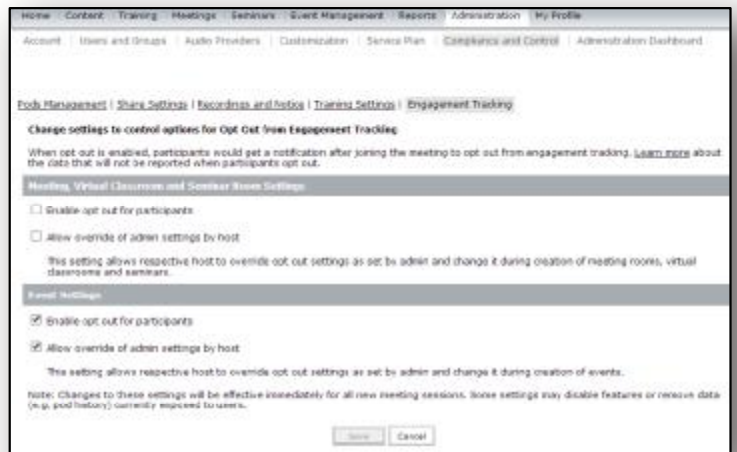 Home Content Training Meetings Seminars Event Management Reports Administration My Profile
Account Users and Groups Audio Providers Customization Service Plan Compliance and Control Administration Dashboard
Pods Management | Share Settings | Recordings and Notice | Training Settings | Engagement Tracking
Change settings to control options for Opt Out from Engagement Tracking
When opt out is enabled, participants would get a notification after joining the meeting to opt out from engagement tracking. Learn more about
the data that will not be reported when participants opt out.
Meeting, Virtual Classroom and Seminar Room Settings
Enable opt out for participants
Allow override of admin settings by host
This setting allows respective host to override opt out settings as set by admin and change it during creation of meeting rooms, virtual
classrooms and seminars.
Event Settings
Enable opt out for participants
Allow override of admin settings by host
This setting allows respective host to override opt out settings as set by admin and change it during creation of events.
Note: Changes to these settings will be effective immediately for all new meeting sessions. Some settings may disable features or remove data
(e.g. pod history) currently exposed to users.
Save Cancel